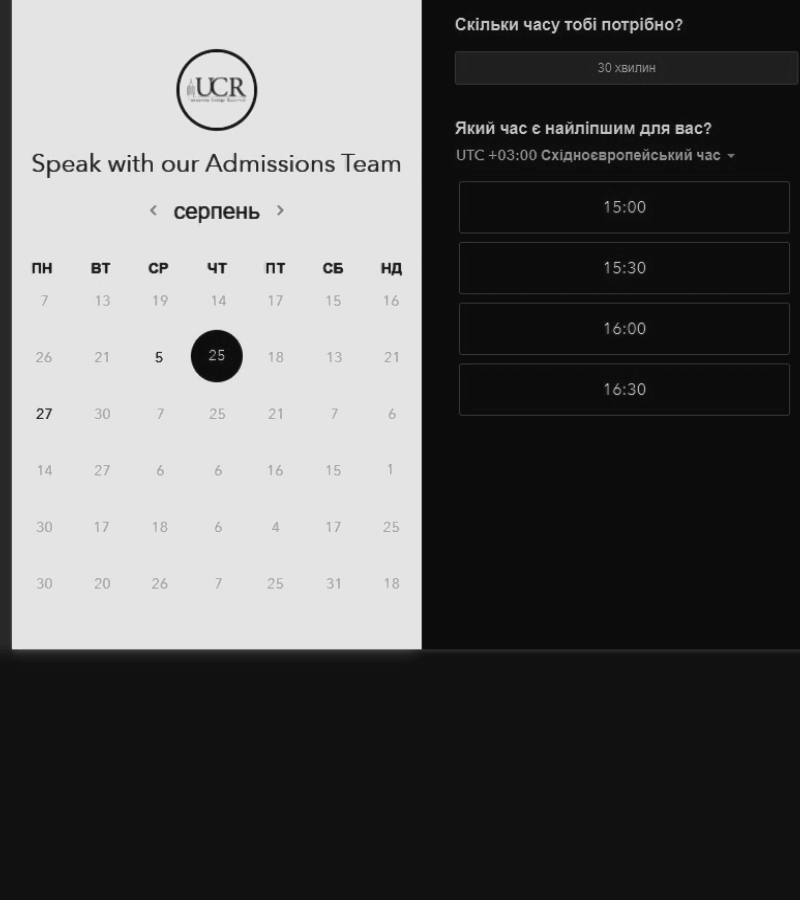 UCR
Speak with our Admissions Team
серпень
ПН ВТ СР ЧТ ПТ СБ НД
7 13 19 14 17 15 16
26 21 5 25 18 13 21
27 30 7 25 21 7 6
14 27 6 6 16 15 1
30 17 18 6 4 17 25
30 20 26 7 25 31 18
Скільки часу тобі потрібно?
30 хвилин
Який час є найліпшим для вас?
UTC +03:00 Східноєвропейський час
15:00
15:30
16:00
16:30